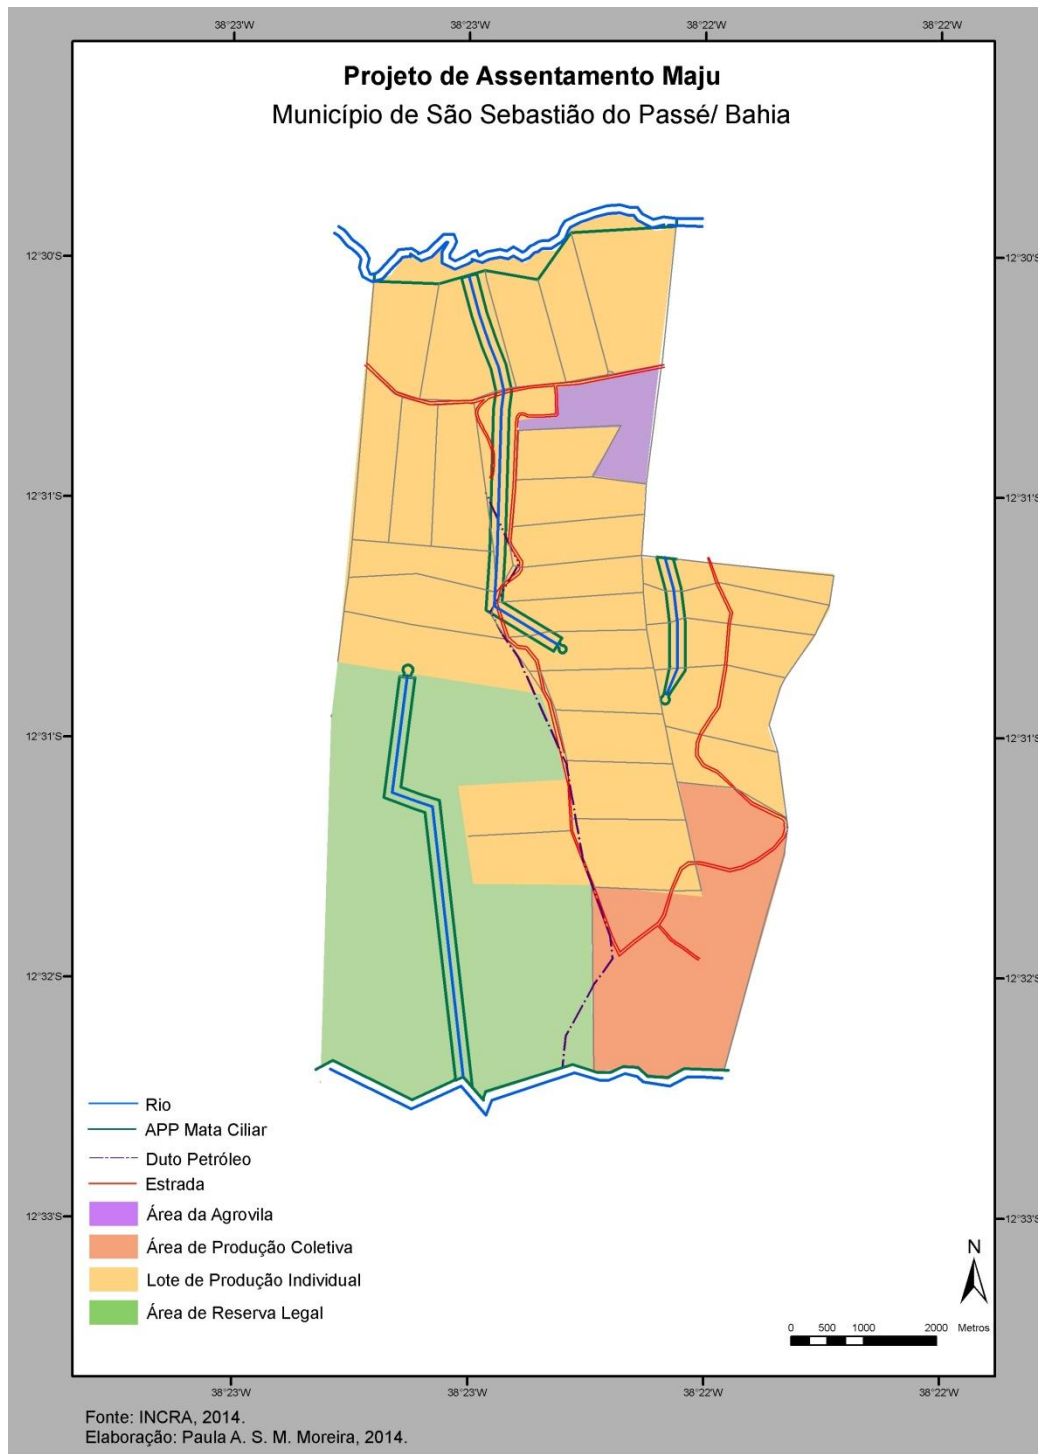 38°23'W 38°23'W 38°22'W 38°22'W
Projeto de Assentamento Maju
Município de São Sebastião do Passé/ Bahia
12°30'S 12°30'S
12°31'S 12°31'S
12°31'S 12°31'S
12°32'S 12°32'S
Rio
APP Mata Ciliar
Duto Petróleo
Estrada
Área da Agrovila
12°33'S 12°33'S
Área de Produção Coletiva
N
Lote de Produção Individual
Área de Reserva Legal
0 500 1000 2000 Metros
38°23'W 38°23'W 38°22'W 38°22'W
Fonte: INCRA, 2014.
Elaboração: Paula A. S. M. Moreira, 2014.